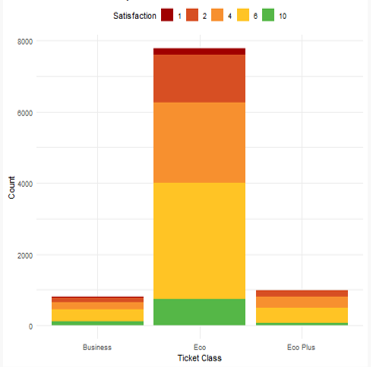 Satisfaction 1 2 4 6 10
8000
6000
4000
2000
0
Count
Business Eco Eco Plus
Ticket Class